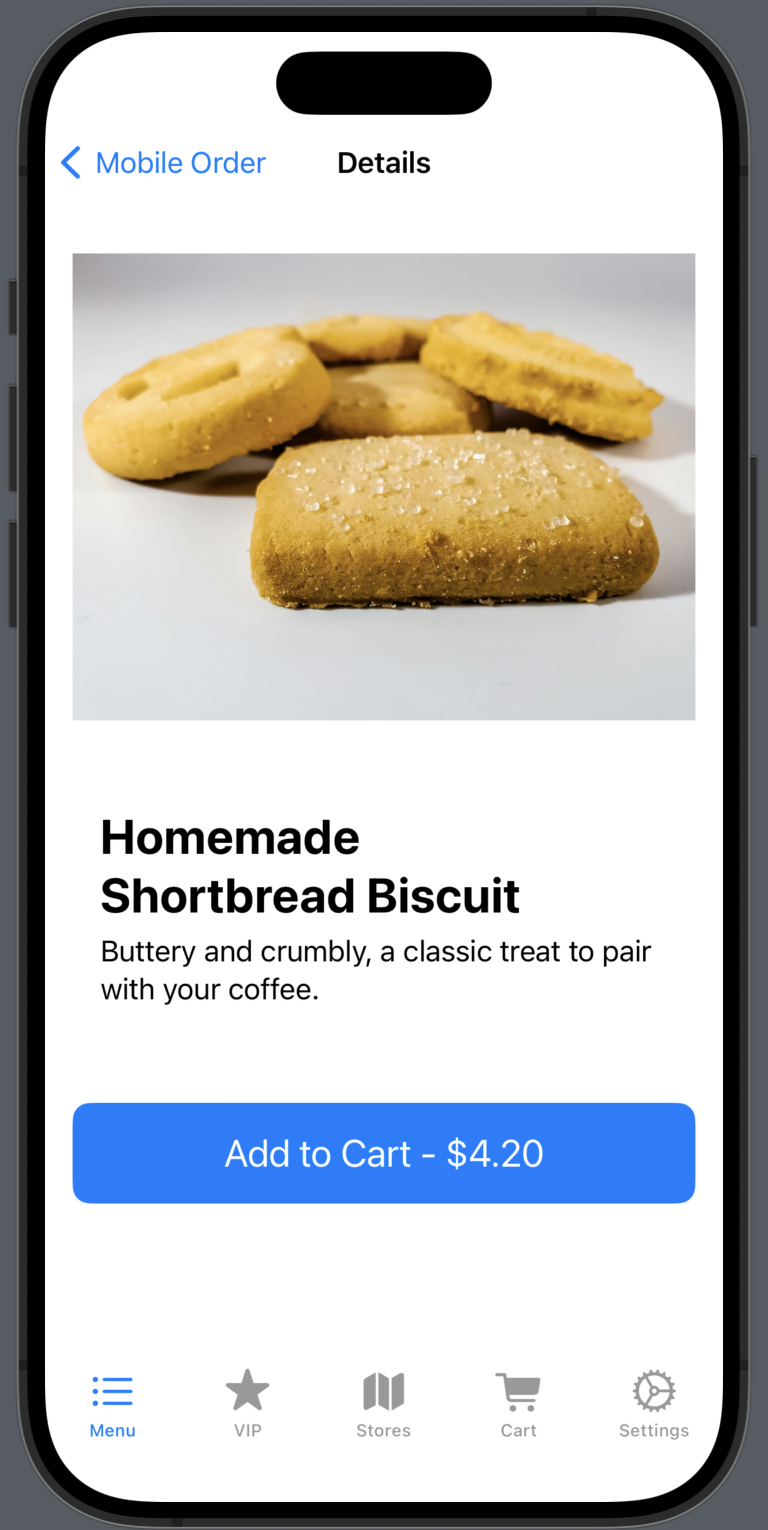 Mobile Order
Details
Homemade
Shortbread Biscuit
Buttery and crumbly, a classic treat to pair
with your coffee.
Add to Cart - $4.20
Menu
VIP
Stores
Cart
Settings